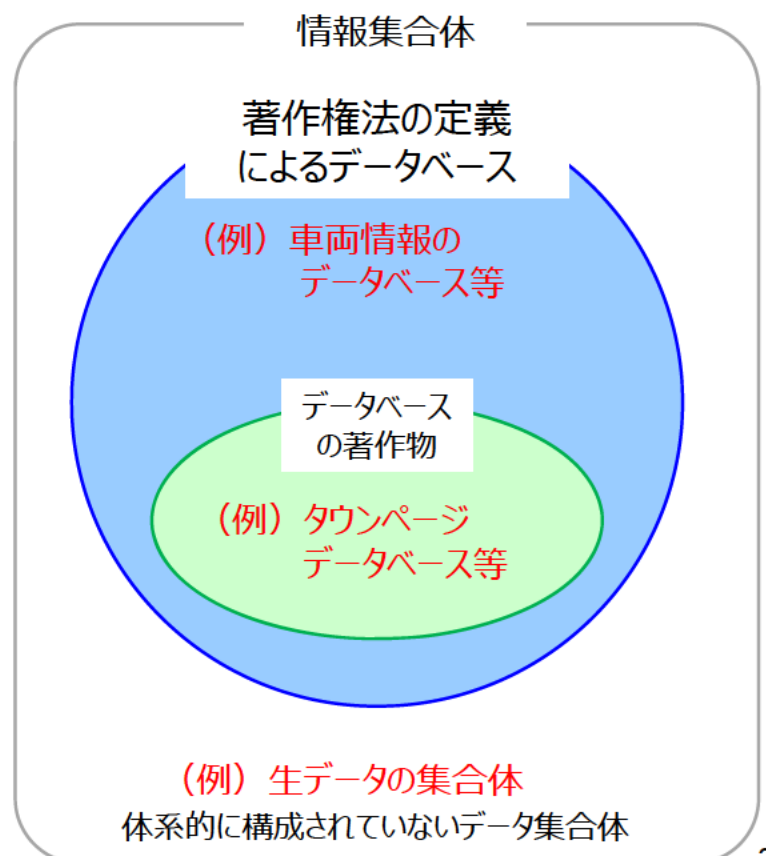 情報集合体
著作権法の定義
によるデータベース
（例）車両情報の
データベース等
データベース
の著作物
（例）タウンページ
データベース等
（例）生データの集合体
体系的に構成されていないデータ集合体